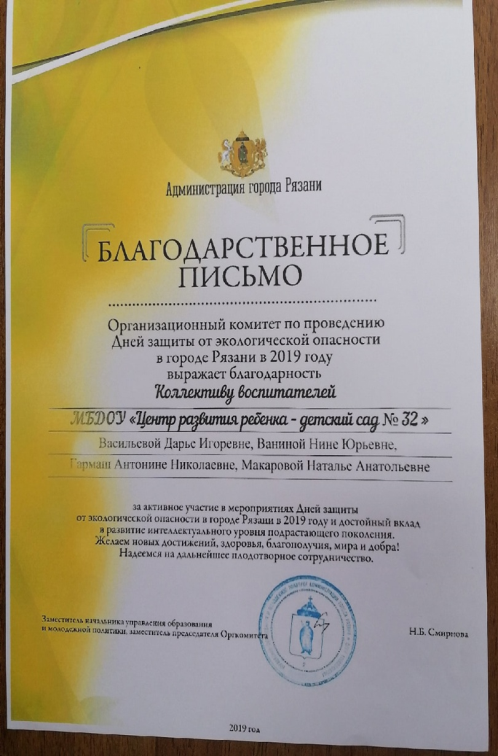 Администрация города Рязани
БЛАГОДАРСТВЕННОЕ
ПИСЬМО
Организационный комитет по проведению
Дней защиты от экологической опасности
в городе Рязани в 2019 году
выражает благодарность
Коллективу воспитателей
МБДОУ «Центр развития ребенка - детский сад № 32»
Васильевой Дарье Игоревне, Ваниной Нине Юрьевне,
Гармаш Антонине Николаевне, Макаровой Наталье Анатольевне
за активное участие в мероприятиях Дней защиты
от экологической опасности в городе Рязани в 2019 году и достойный вклад
в развитие интеллектуального уровня подрастающего поколения.
Желаем новых достижений, здоровья, благополучия, мира и добра!
Надеемся на дальнейшее плодотворное сотрудничество.
Заместитель начальника управления образования
и молодежной политики, заместитель председателя Оргкомитета
Н.Б. Смирнова
2019 год